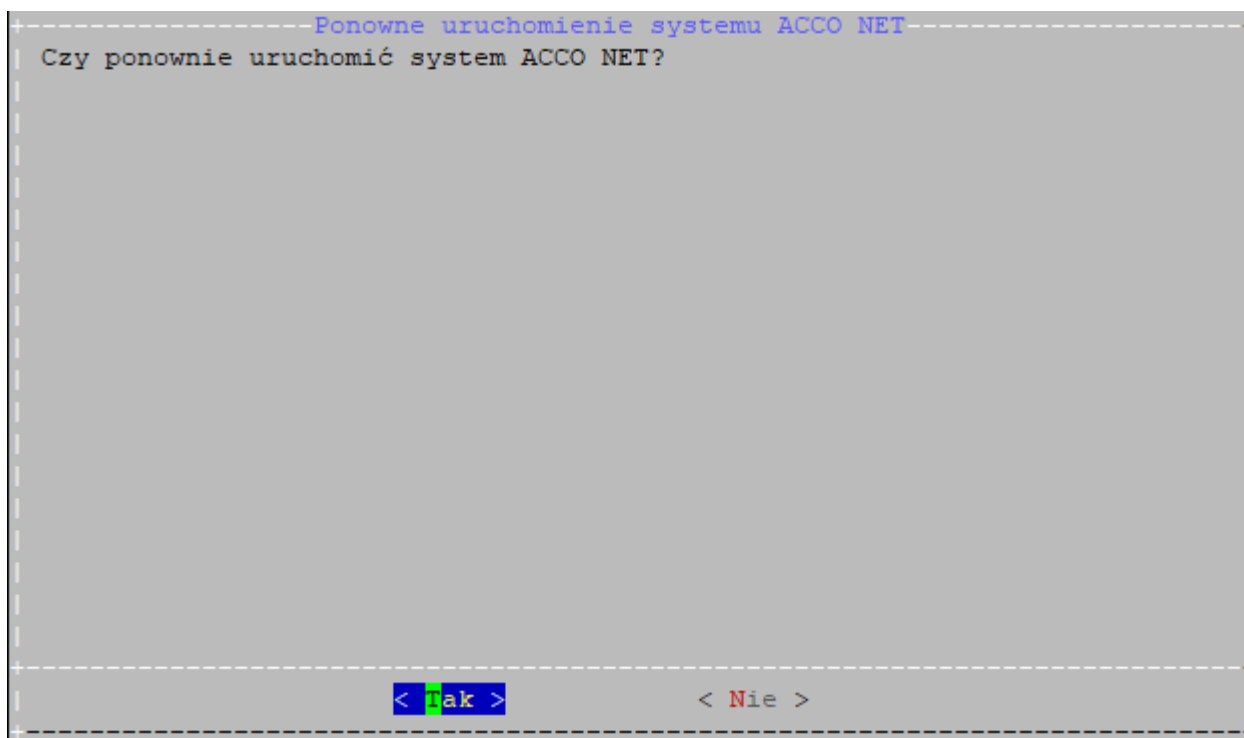 Ponowne uruchomienie systemu ACCO NET
Czy ponownie uruchomić system ACCO NET?
< Tak > < Nie >